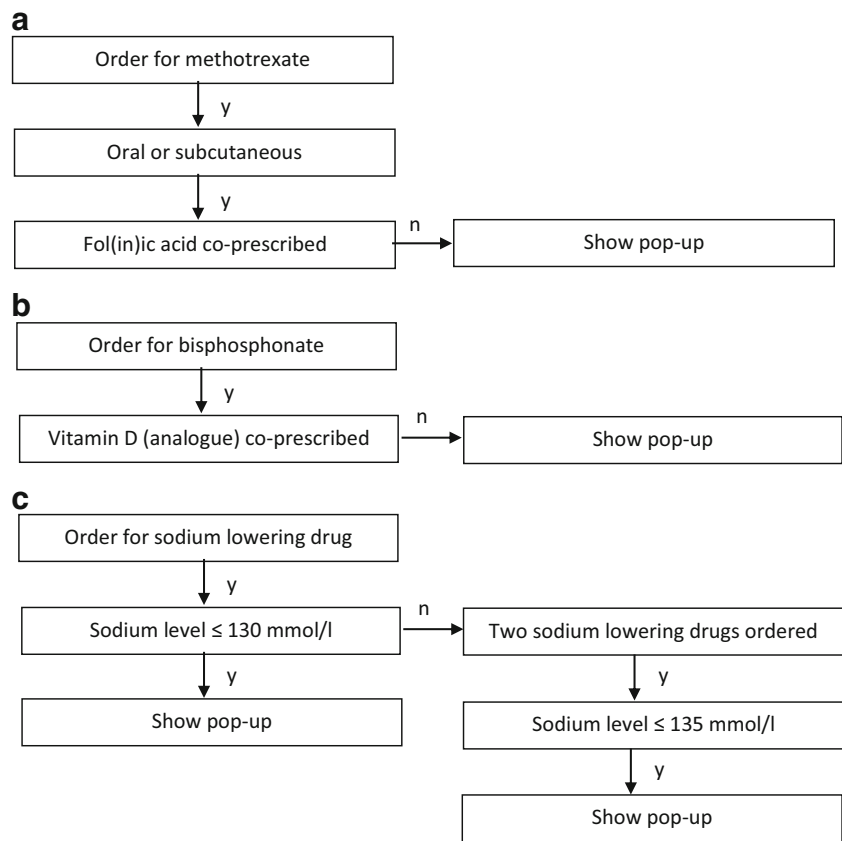 a
Order for methotrexate
y
Oral or subcutaneous
y
Fol(in)ic acid co-prescribed
n
Show pop-up
b
Order for bisphosphonate
y
Vitamin D (analogue) co-prescribed
n
Show pop-up
c
Order for sodium lowering drug
y
Sodium level ≤ 130 mmol/l
n
Two sodium lowering drugs ordered
y
Show pop-up
y
Sodium level ≤ 135 mmol/l
y
Show pop-up